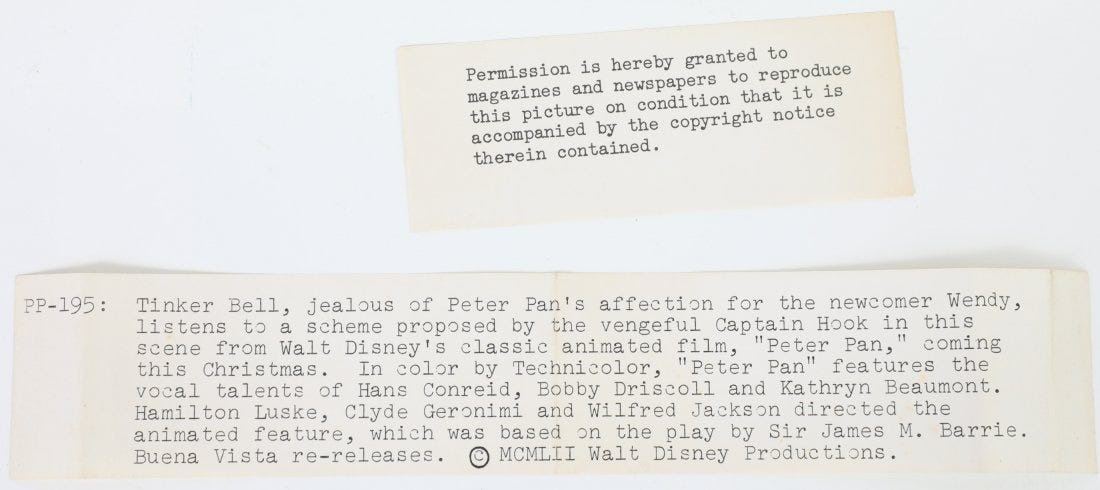 Permission is hereby granted to
magazines and newspapers to reproduce
this picture on condition that it is
accompanied by the copyright notice
therein contained.
PP-195: Tinker Bell, jealous of Peter Pan's affection for the newcomer Wendy,
listens to a scheme proposed by the vengeful Captain Hook in this
scene from Walt Disney's classic animated film, "Peter Pan," coming
this Christmas. In color by Technicolor, "Peter Pan" features the
vocal talents of Hans Conreid, Bobby Driscoll and Kathryn Beaumont.
Hamilton Luske, Clyde Geronimi and Wilfred Jackson directed the
animated feature, which was based on the play by Sir James M. Barrie.
Buena Vista re-releases. © MCMLII Walt Disney Productions.